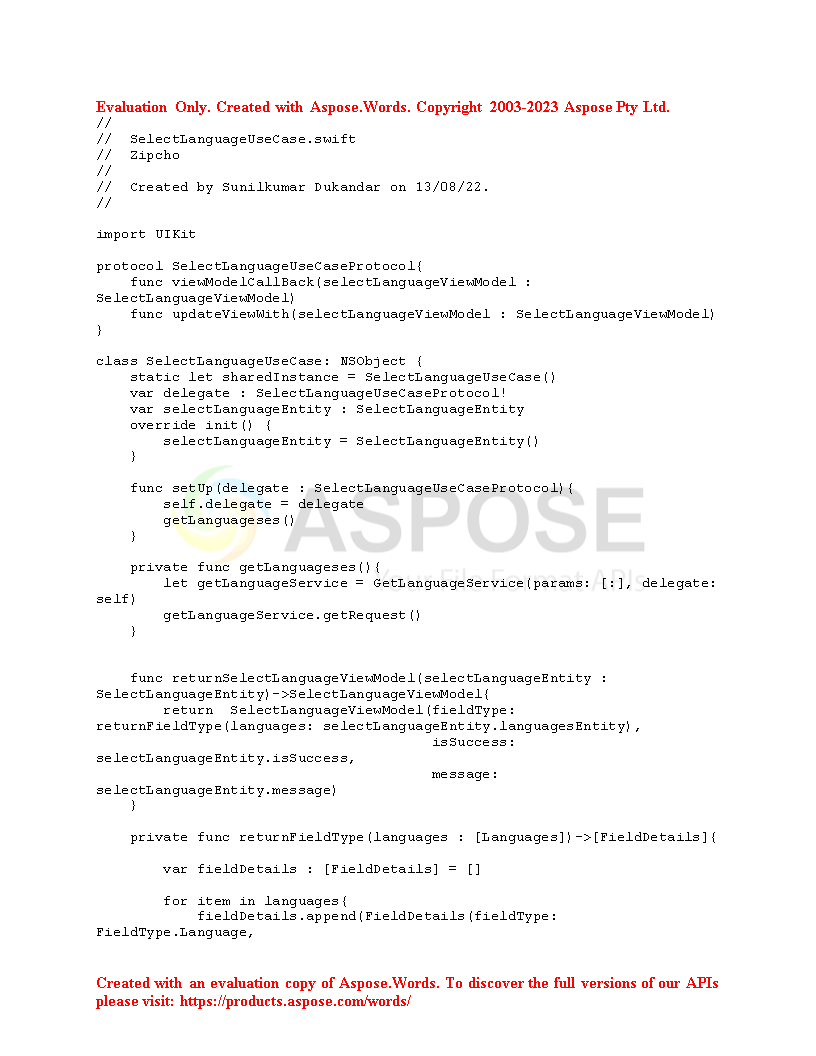 Evaluation Only. Created with Aspose.Words. Copyright 2003-2023 Aspose Pty Ltd.
//
//  SelectLanguageUseCase.swift
//  Zipcho
//
//  Created by Sunilkumar Dukandar on 13/08/22.
//
import UIKit
protocol SelectLanguageUseCaseProtocol{
    func viewModelCallBack(selectLanguageViewModel :
SelectLanguageViewModel)
    func updateViewWith(selectLanguageViewModel : SelectLanguageViewModel)
}
class SelectLanguageUseCase: NSObject {
    static let sharedInstance = SelectLanguageUseCase()
    var delegate : SelectLanguageUseCaseProtocol!
    var selectLanguageEntity : SelectLanguageEntity
    override init() {
        selectLanguageEntity = SelectLanguageEntity()
    }
    func setUp(delegate : SelectLanguageUseCaseProtocol){
        self.delegate = delegate
        getLanguageses()
    }
ASPOSE
    private func getLanguageses(){
        let getLanguageService = GetLanguageService(params: [:], delegate:
self)
Your File Format APIs
        getLanguageService.getRequest()
    }
    func returnSelectLanguageViewModel(selectLanguageEntity :
SelectLanguageEntity)->SelectLanguageViewModel{
        return  SelectLanguageViewModel(fieldType:
returnFieldType(languages: selectLanguageEntity.languagesEntity),
                                        isSuccess:
selectLanguageEntity.isSuccess,
                                        message:
selectLanguageEntity.message)
    }
    private func returnFieldType(languages : [Languages])->[FieldDetails]{
        var fieldDetails : [FieldDetails] = []
        for item in languages{
            fieldDetails.append(FieldDetails(fieldType:
FieldType.Language,
Created with an evaluation copy of Aspose.Words. To discover the full versions of our APIs
please visit: https://products.aspose.com/words/